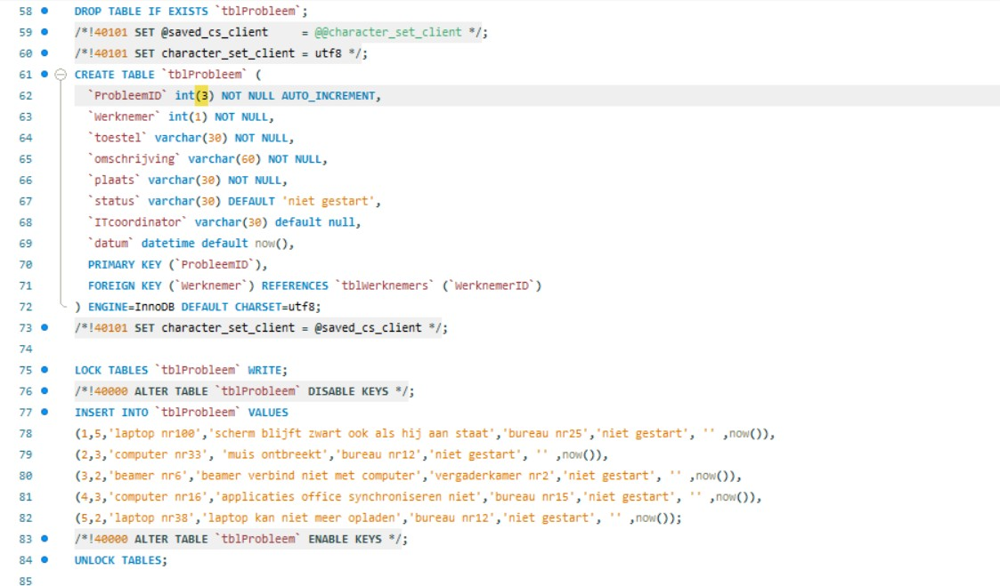 58 DROP TABLE IF EXISTS `tblProbleem`;
59 /*!40101 SET @saved_cs_client     = @@character_set_client */;
60 /*!40101 SET character_set_client = utf8 */;
61 CREATE TABLE `tblProbleem` (
62   `ProbleemID` int(3) NOT NULL AUTO_INCREMENT,
63   `Werknemer` int(1) NOT NULL,
64   `toestel` varchar(30) NOT NULL,
65   `omschrijving` varchar(60) NOT NULL,
66   `plaats` varchar(30) NOT NULL,
67   `status` varchar(30) DEFAULT 'niet gestart',
68   `ITcoordinator` varchar(30) default null,
69   `datum` datetime default now(),
70   PRIMARY KEY (`ProbleemID`),
71   FOREIGN KEY (`Werknemer`) REFERENCES `tblWerknemers` (`WerknemerID`)
72 ) ENGINE=InnoDB DEFAULT CHARSET=utf8;
73 /*!40101 SET character_set_client = @saved_cs_client */;
74
75 LOCK TABLES `tblProbleem` WRITE;
76 /*!40000 ALTER TABLE `tblProbleem` DISABLE KEYS */;
77 INSERT INTO `tblProbleem` VALUES
78 (1,5,'laptop nr100','scherm blijft zwart ook als hij aan staat','bureau nr25','niet gestart', '' ,now()),
79 (2,3,'computer nr33', 'muis ontbreekt','bureau nr12','niet gestart', '' ,now()),
80 (3,2,'beamer nr6','beamer verbind niet met computer','vergaderkamer nr2','niet gestart', '' ,now()),
81 (4,3,'computer nr16','applicaties office synchroniseren niet','bureau nr15','niet gestart', '' ,now()),
82 (5,2,'laptop nr38','laptop kan niet meer opladen','bureau nr12','niet gestart', '' ,now());
83 /*!40000 ALTER TABLE `tblProbleem` ENABLE KEYS */;
84 UNLOCK TABLES;
85